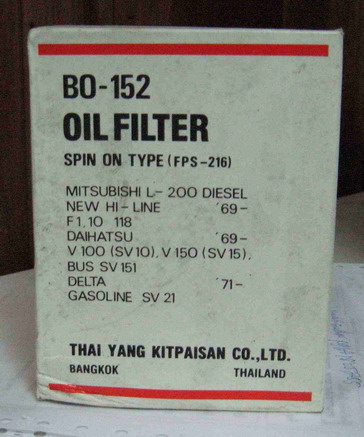 BO-152
OIL FILTER
SPIN ON TYPE (FPS-216)
MITSUBISHI L-200 DIESEL
NEW HI-LINE '69-
F1,10 118
DAIHATSU '69-
V 100 (SV10), V 150 (SV15),
BUS SV 151
DELTA '71-
GASOLINE SV 21
THAI YANG KITPAISAN CO.,LTD.
BANGKOK THAILAND